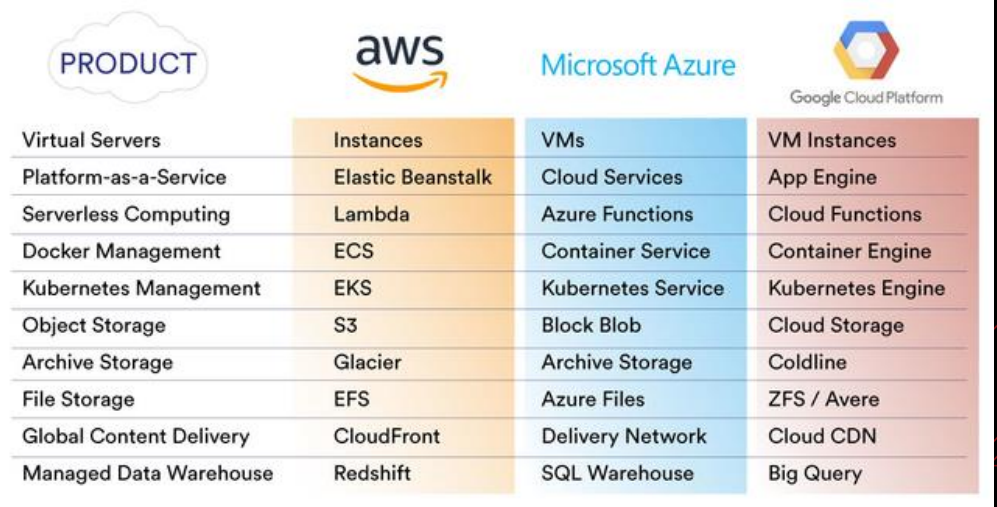 PRODUCT aws Microsoft Azure Google Cloud Platform
Virtual Servers Instances VMs VM Instances
Platform-as-a-Service Elastic Beanstalk Cloud Services App Engine
Serverless Computing Lambda Azure Functions Cloud Functions
Docker Management ECS Container Service Container Engine
Kubernetes Management EKS Kubernetes Service Kubernetes Engine
Object Storage S3 Block Blob Cloud Storage
Archive Storage Glacier Archive Storage Coldline
File Storage EFS Azure Files ZFS / Avere
Global Content Delivery CloudFront Delivery Network Cloud CDN
Managed Data Warehouse Redshift SQL Warehouse Big Query